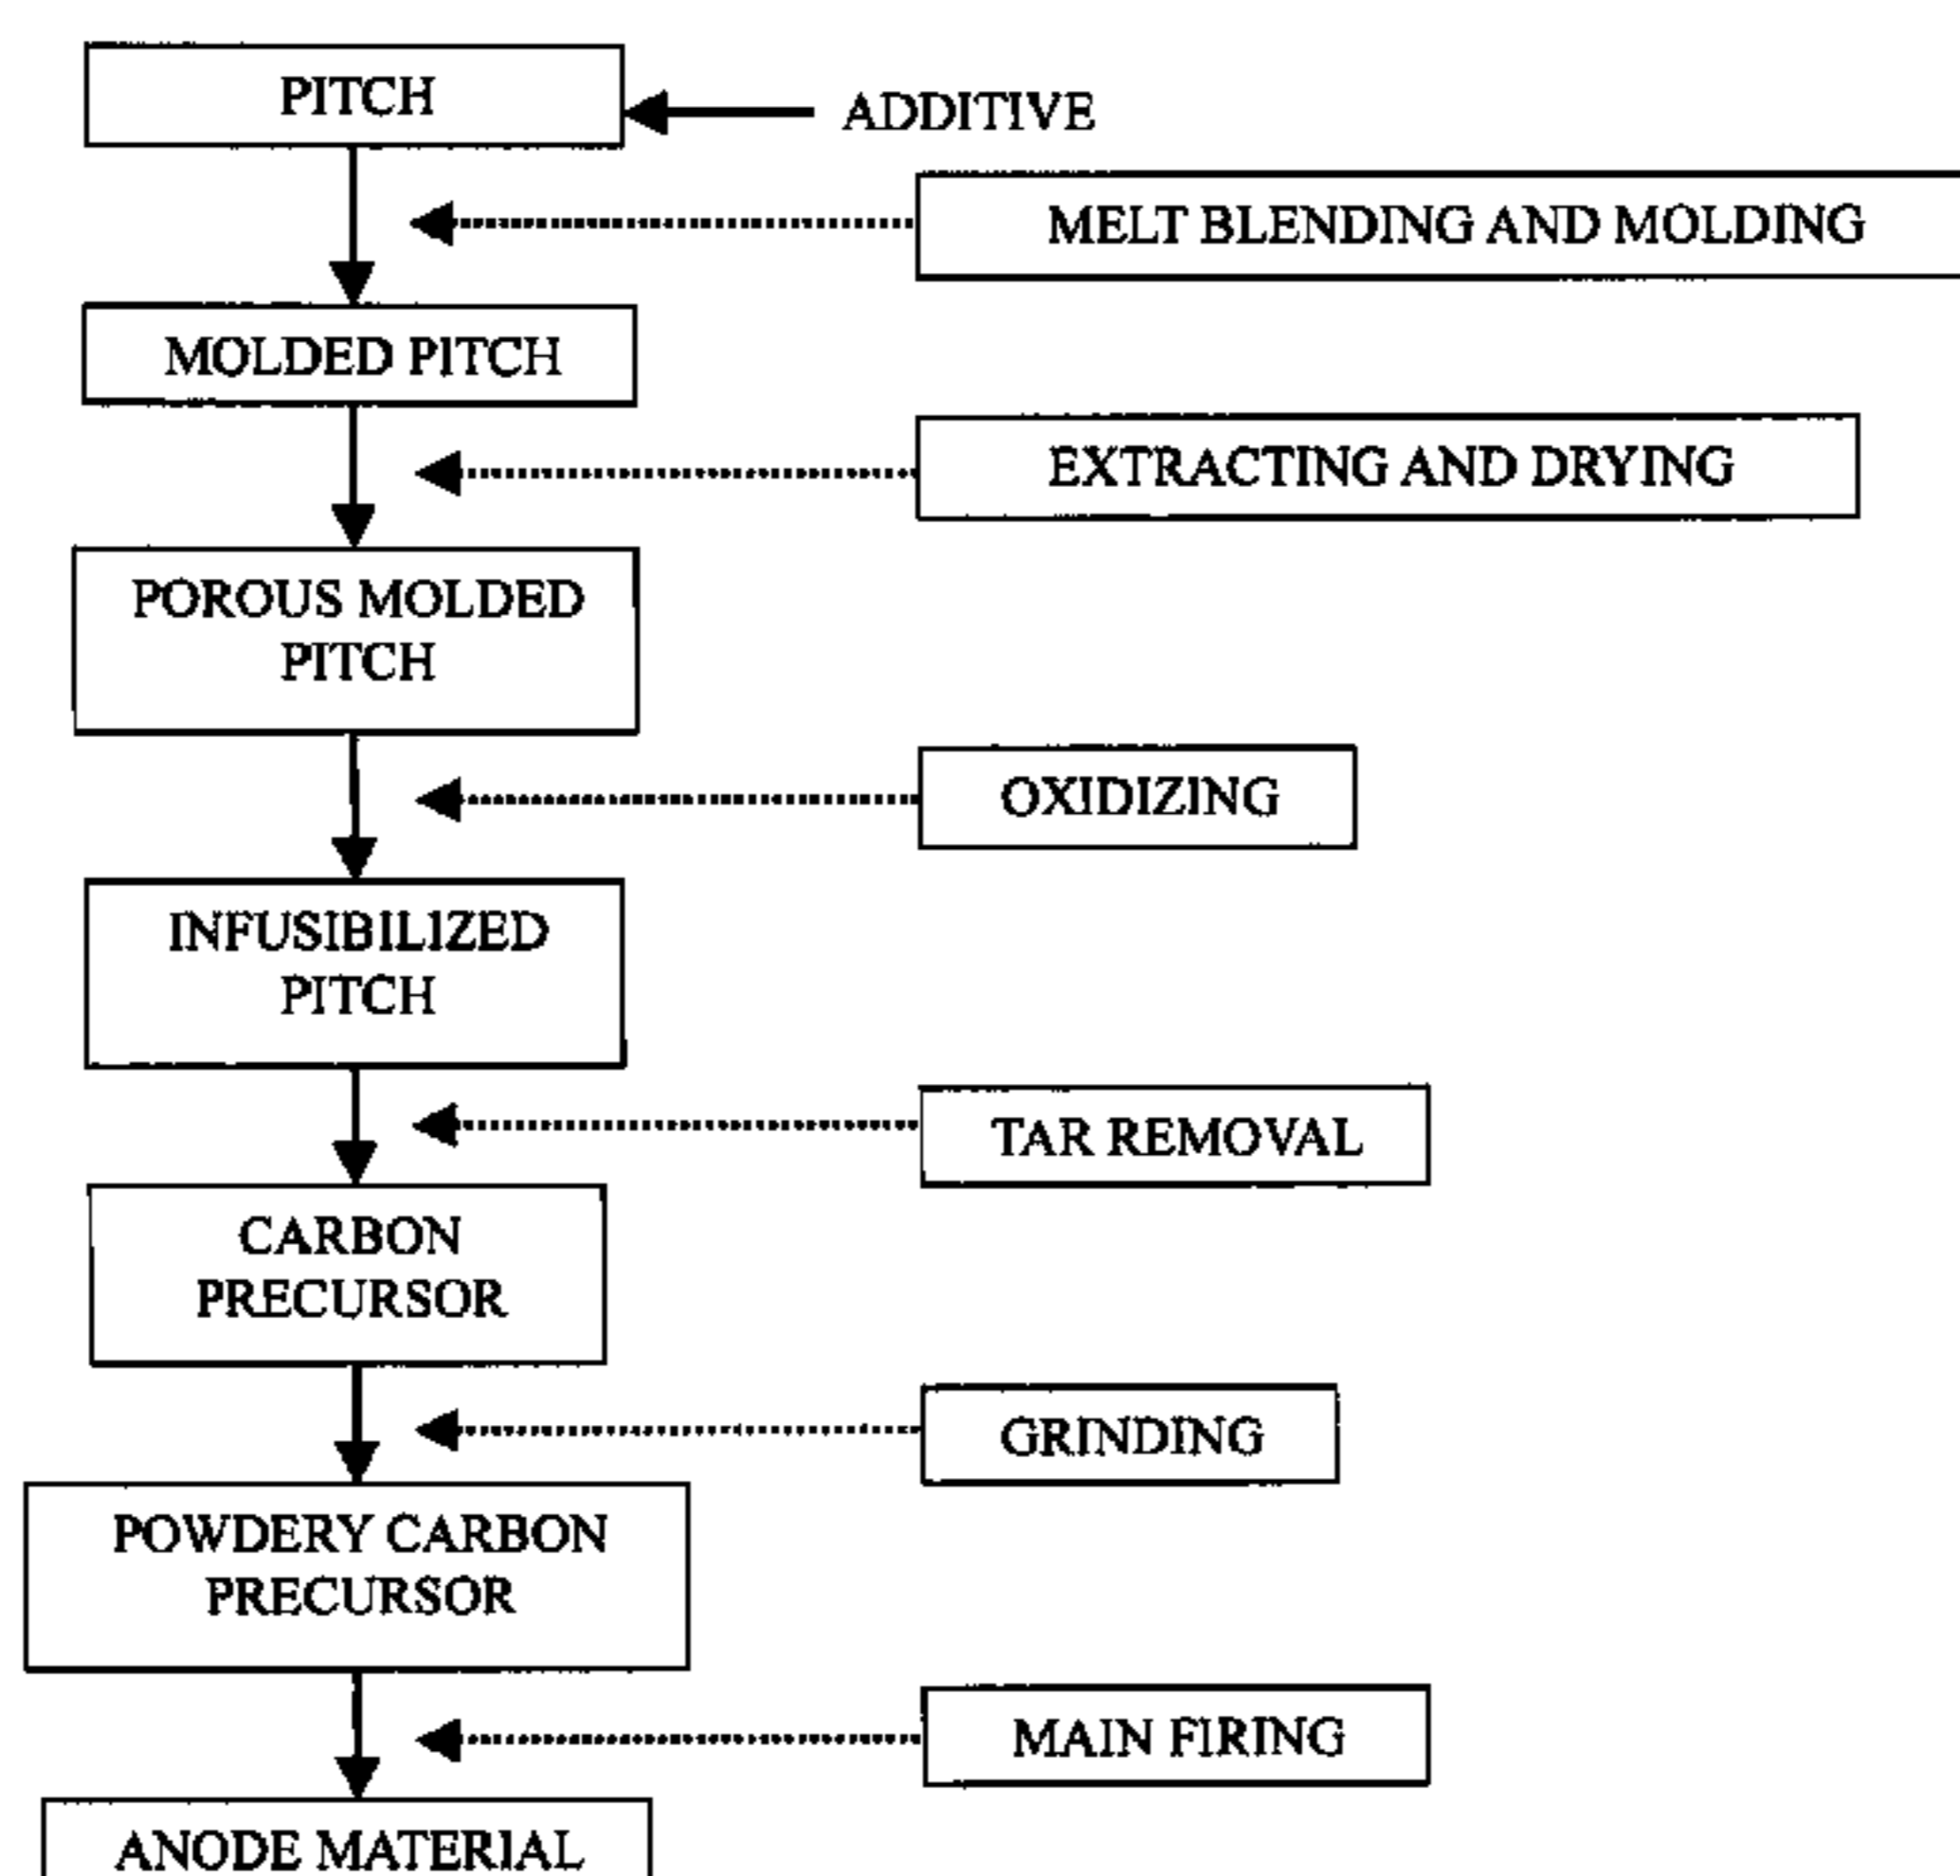 PITCH
ADDITIVE
MELT BLENDING AND MOLDING
MOLDED PITCH
EXTRACTING AND DRYING
POROUS MOLDED
PITCH
OXIDIZING
INFUSIBILIZED
PITCH
TAR REMOVAL
CARBON
PRECURSOR
GRINDING
POWDERY CARBON
PRECURSOR
MAIN FIRING
ANODE MATERIAL